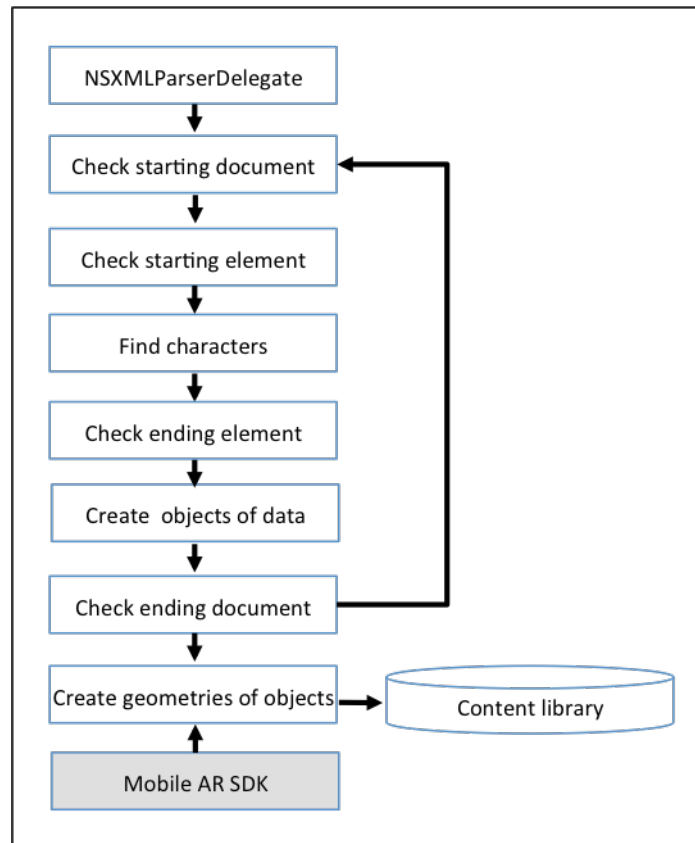 NSXMLParserDelegate
Check starting document
Check starting element
Find characters
Check ending element
Create objects of data
Check ending document
Create geometries of objects
Content library
Mobile AR SDK